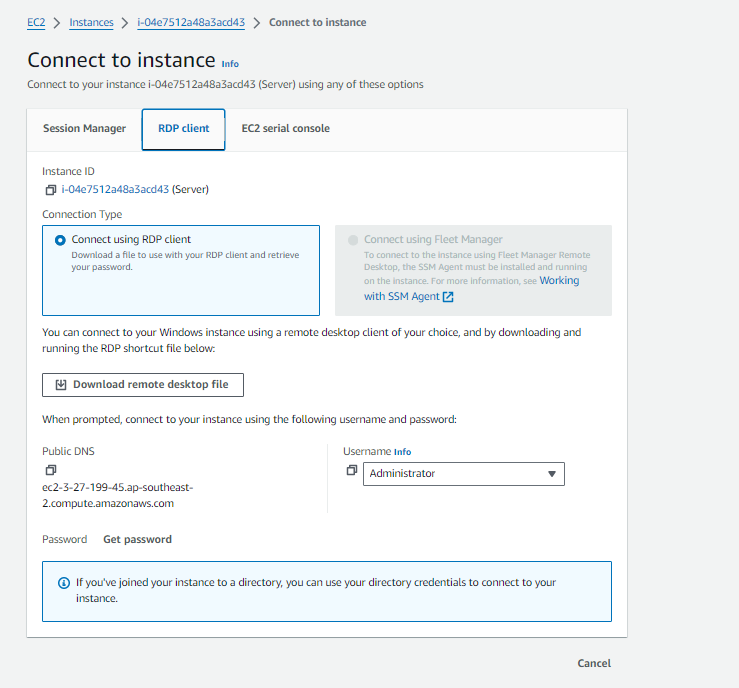 EC2 > Instances > i-04e7512a48a3acd43 > Connect to instance
Connect to instance Info
Connect to your instance i-04e7512a48a3acd43 (Server) using any of these options
Session Manager RDP client EC2 serial console
Instance ID
i-04e7512a48a3acd43 (Server)
Connection Type
Connect using RDP client
Download a file to use with your RDP client and retrieve
your password.
Connect using Fleet Manager
To connect to the instance using Fleet Manager Remote
Desktop, the SSM Agent must be installed and running
on the instance. For more information, see Working
with SSM Agent
You can connect to your Windows instance using a remote desktop client of your choice, and by downloading and
running the RDP shortcut file below:
Download remote desktop file
When prompted, connect to your instance using the following username and password:
Public DNS
ec2-3-27-199-45.ap-southeast-
2.compute.amazonaws.com
Username Info
Administrator
Password Get password
If you've joined your instance to a directory, you can use your directory credentials to connect to your
instance.
Cancel